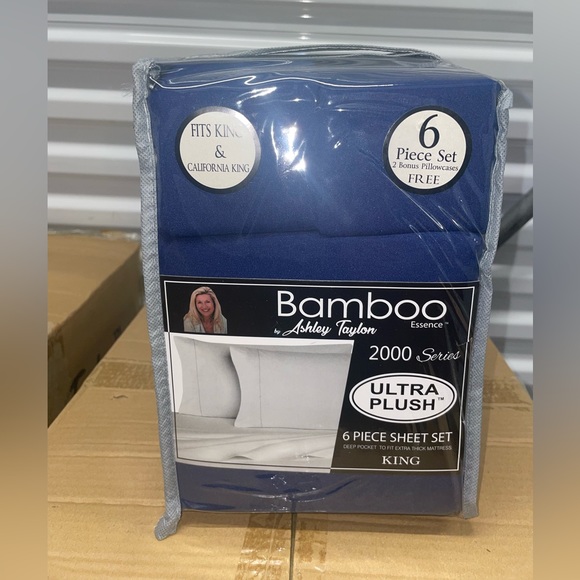 FITS KING
&
CALIFORNIA KING
6
Piece Set
2 Bonus Pillowcases
FREE
Bamboo
Essence™
by Ashley Taylon
2000 Series
ULTRA
PLUSH™
6 PIECE SHEET SET
DEEP POCKET TO FIT EXTRA THICK MATTRESS
KING